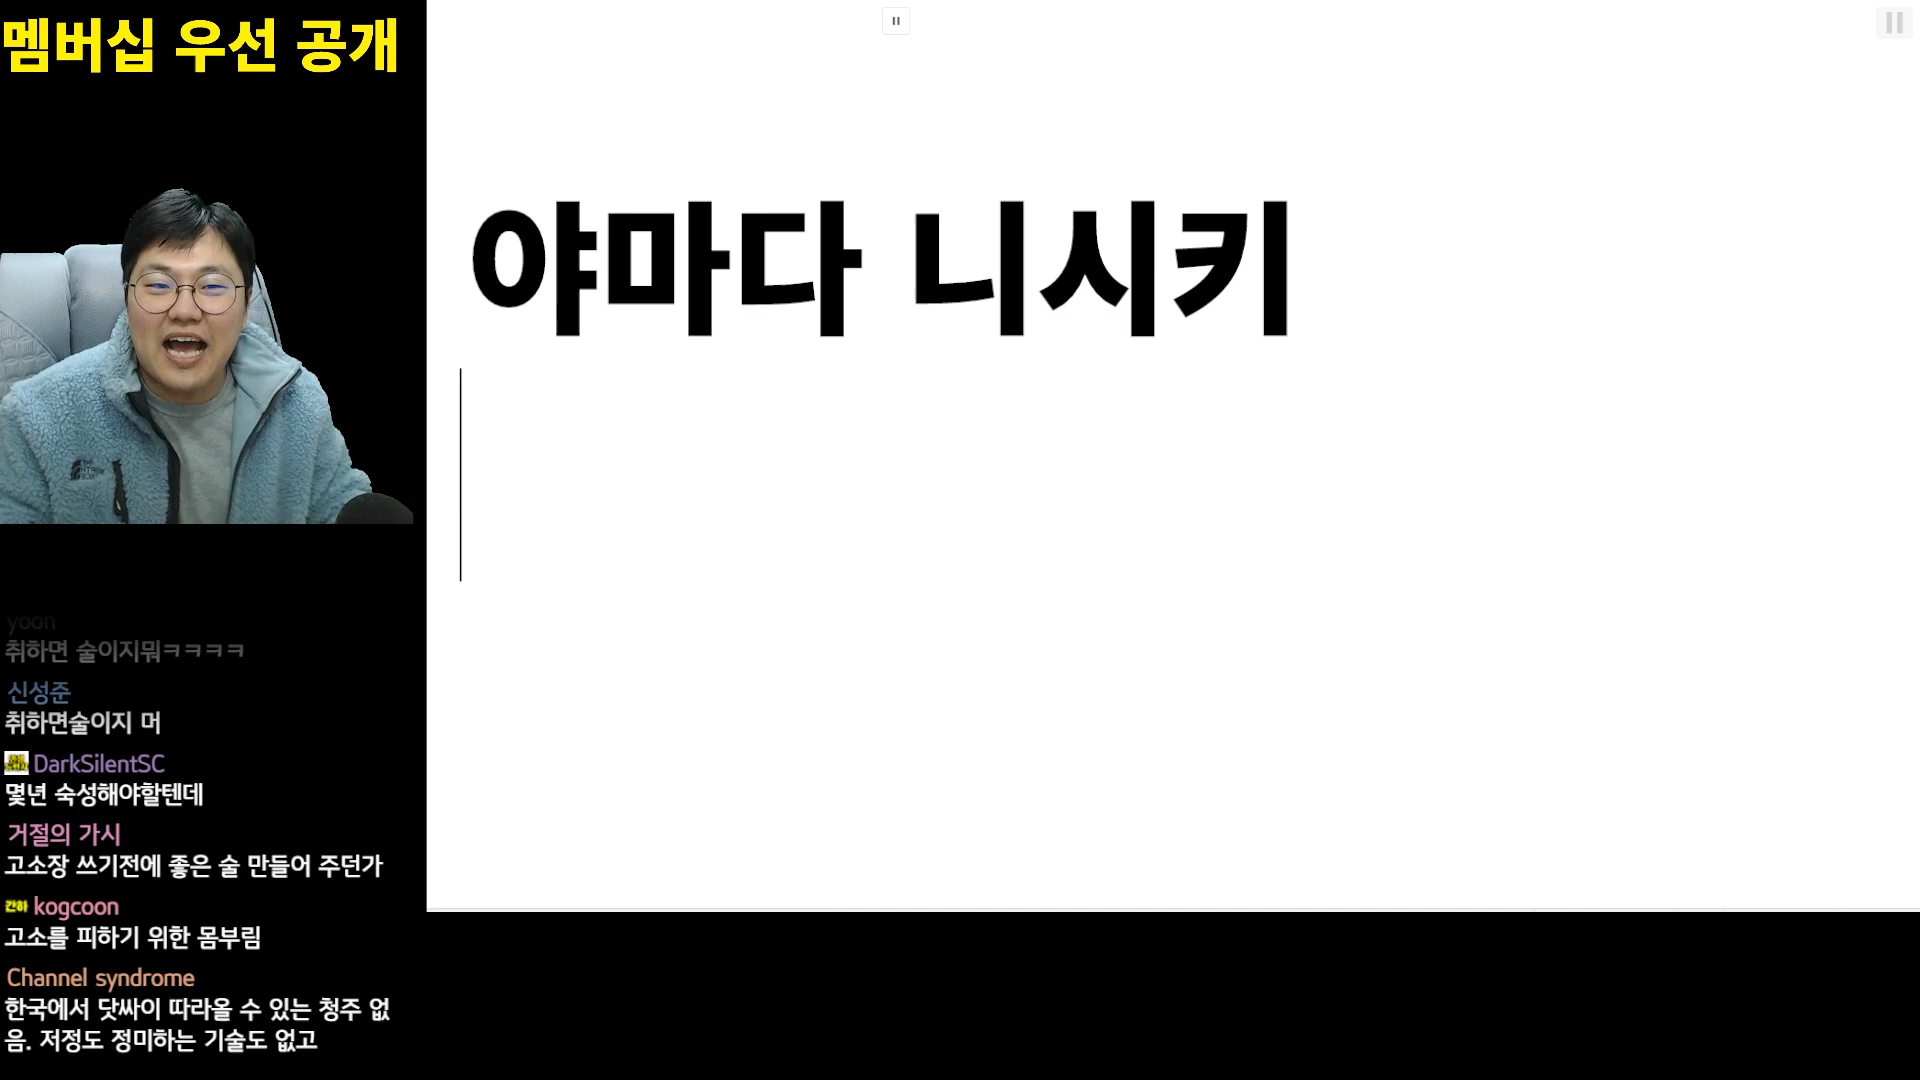 멤버십 우선 공개
야마다 니시키
yoon
취하면 술이지뭐ㅋㅋㅋㅋ
신성준
취하면술이지 머
DarkSilentSC
몇년 숙성해야할텐데
거절의 가시
고소장 쓰기전에 좋은 술 만들어 주던가
간하 kogcoon
고소를 피하기 위한 몸부림
Channel syndrome
한국에서 닷싸이 따라올 수 있는 청주 없
음. 저정도 정미하는 기술도 없고